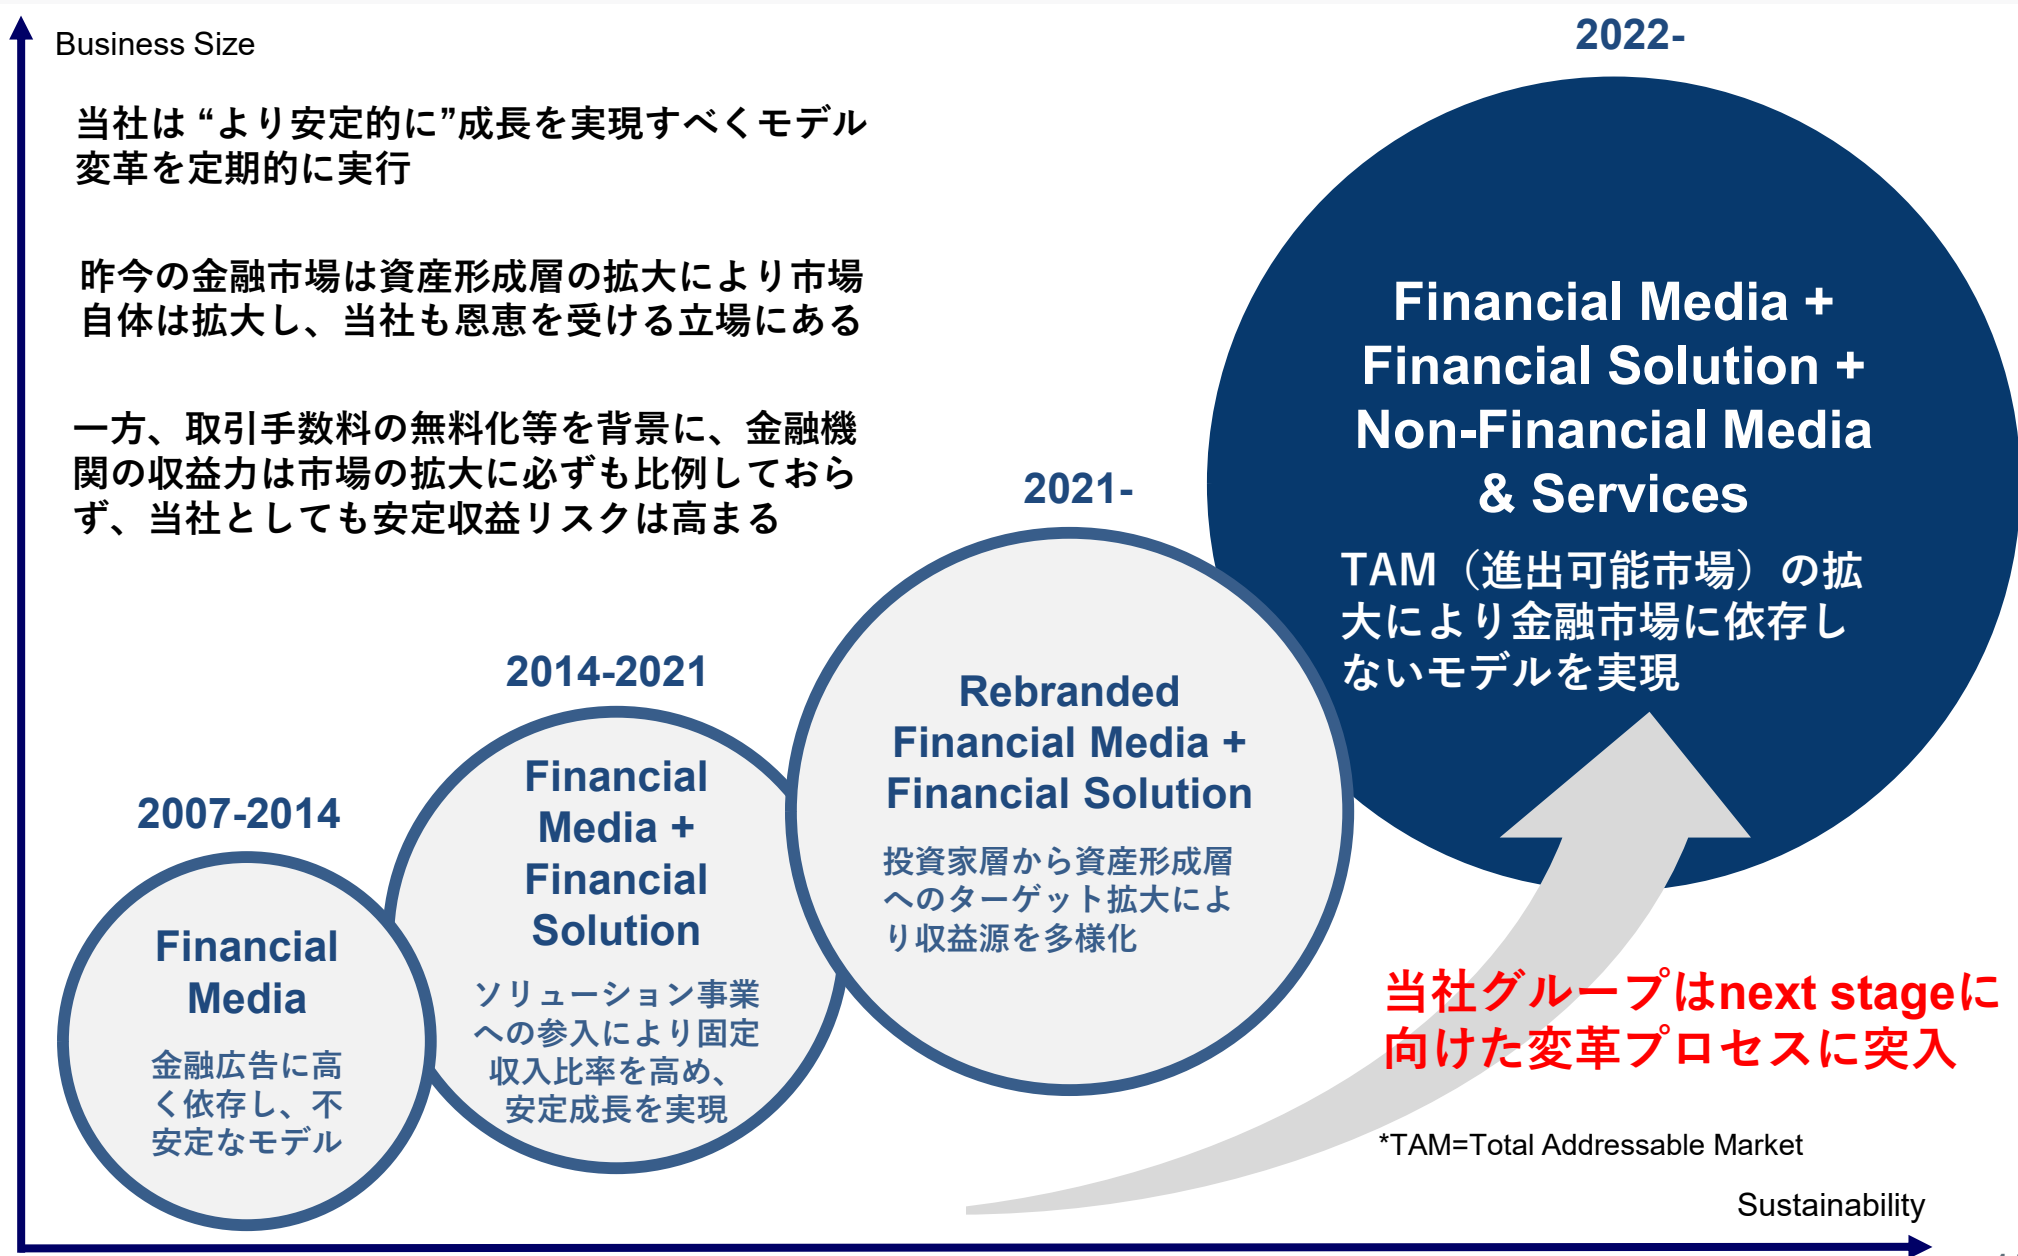 Business Size
当社は “より安定的に”成長を実現すべくモデル
変革を定期的に実行
昨今の金融市場は資産形成層の拡大により市場
自体は拡大し、当社も恩恵を受ける立場にある
一方、取引手数料の無料化等を背景に、金融機
関の収益力は市場の拡大に必ずも比例しておら
ず、当社としても安定収益リスクは高まる
2007-2014
Financial
Media
金融広告に高
く依存し、不
安定なモデル
2014-2021
Financial
Media +
Financial
Solution
ソリューション事業
への参入により固定
収入比率を高め、
安定成長を実現
2021-
Rebranded
Financial Media +
Financial Solution
投資家層から資産形成層
へのターゲット拡大によ
り収益源を多様化
2022-
Financial Media +
Financial Solution +
Non-Financial Media
& Services
TAM（進出可能市場）の拡
大により金融市場に依存し
ないモデルを実現
当社グループはnext stageに
向けた変革プロセスに突入
*TAM=Total Addressable Market
Sustainability